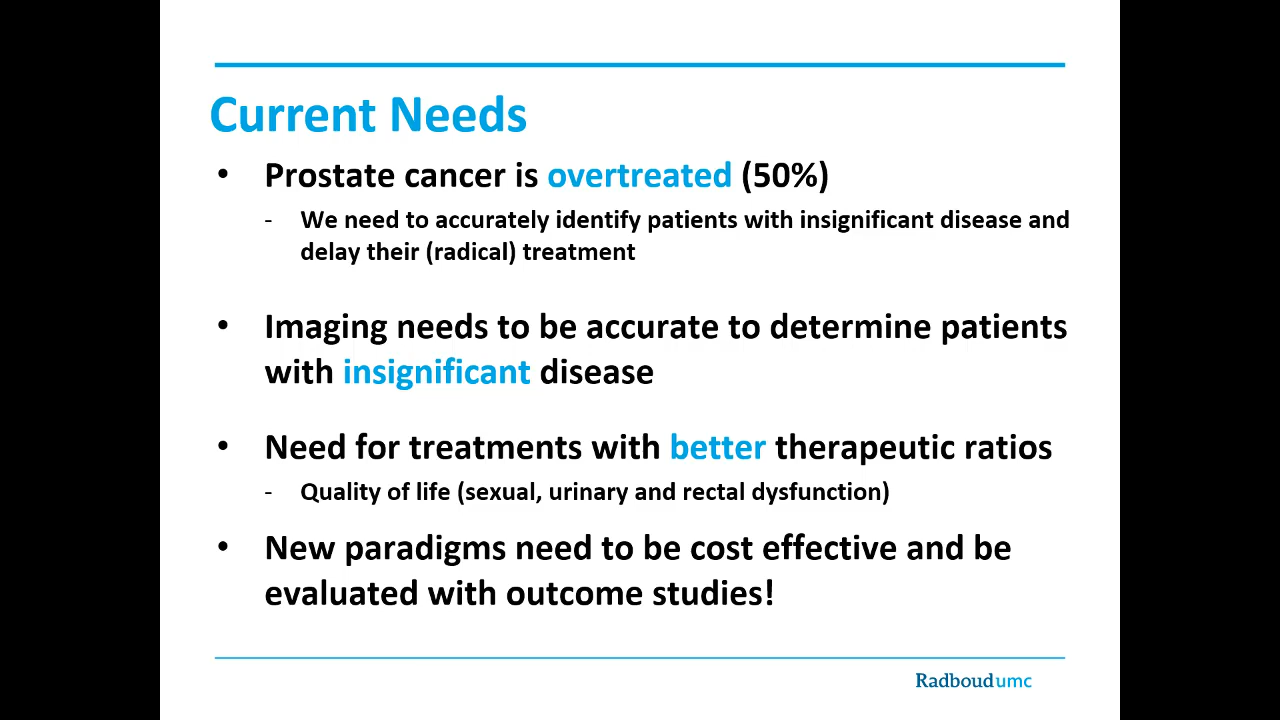 Current Needs
• Prostate cancer is overtreated (50%)
- We need to accurately identify patients with insignificant disease and
delay their (radical) treatment
• Imaging needs to be accurate to determine patients
with insignificant disease
• Need for treatments with better therapeutic ratios
- Quality of life (sexual, urinary and rectal dysfunction)
• New paradigms need to be cost effective and be
evaluated with outcome studies!
Radboudumc